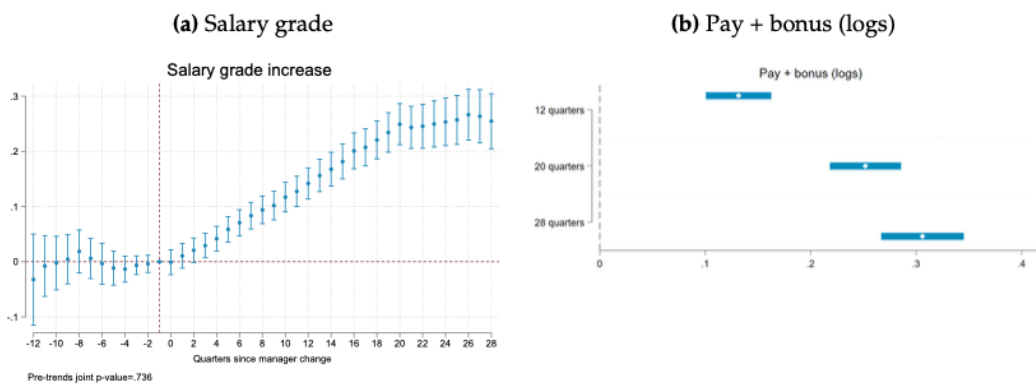 (a) Salary grade
Salary grade increase
.3
.2
.1
0
-.1
-12 -10 -8 -6 -4 -2 0 2 4 6 8 10 12 14 16 18 20 22 24 26 28
Quarters since manager change
Pre-trends joint p-value=.736
(b) Pay + bonus (logs)
Pay + bonus (logs)
12 quarters
20 quarters
28 quarters
0 .1 .2 .3 .4